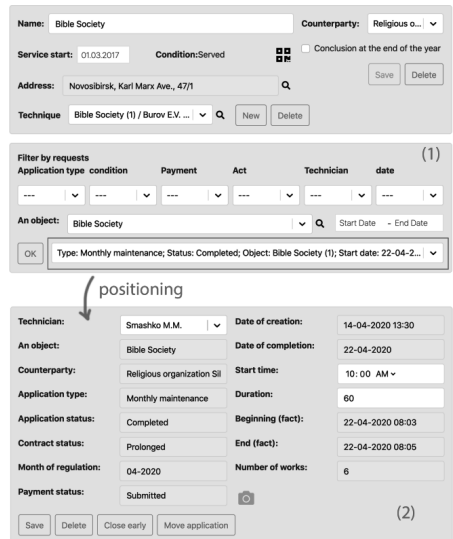 Name: Bible Society Counterparty: Religious o...
Service start: 01.03.2017 Condition:Served Conclusion at the end of the year
Save Delete
Address: Novosibirsk, Karl Marx Ave., 47/1
Technique Bible Society (1) / Burov E.V. ... New Delete
(1)
Filter by requests
Application type condition Payment Act Technician date
--- --- --- --- --- ---
An object: Bible Society Start Date - End Date
OK Type: Monthly maintenance; Status: Completed; Object: Bible Society (1); Start date: 22-04-2...
positioning
Technician: Smashko M.M. Date of creation: 14-04-2020 13:30
An object: Bible Society Date of completion: 22-04-2020
Counterparty: Religious organization Sil Start time: 10: 00 AM
Application type: Monthly maintenance Duration: 60
Application status: Completed Beginning (fact): 22-04-2020 08:03
Contract status: Prolonged End (fact): 22-04-2020 08:05
Month of regulation: 04-2020 Number of works: 6
Payment status: Submitted
(2)
Save Delete Close early Move application